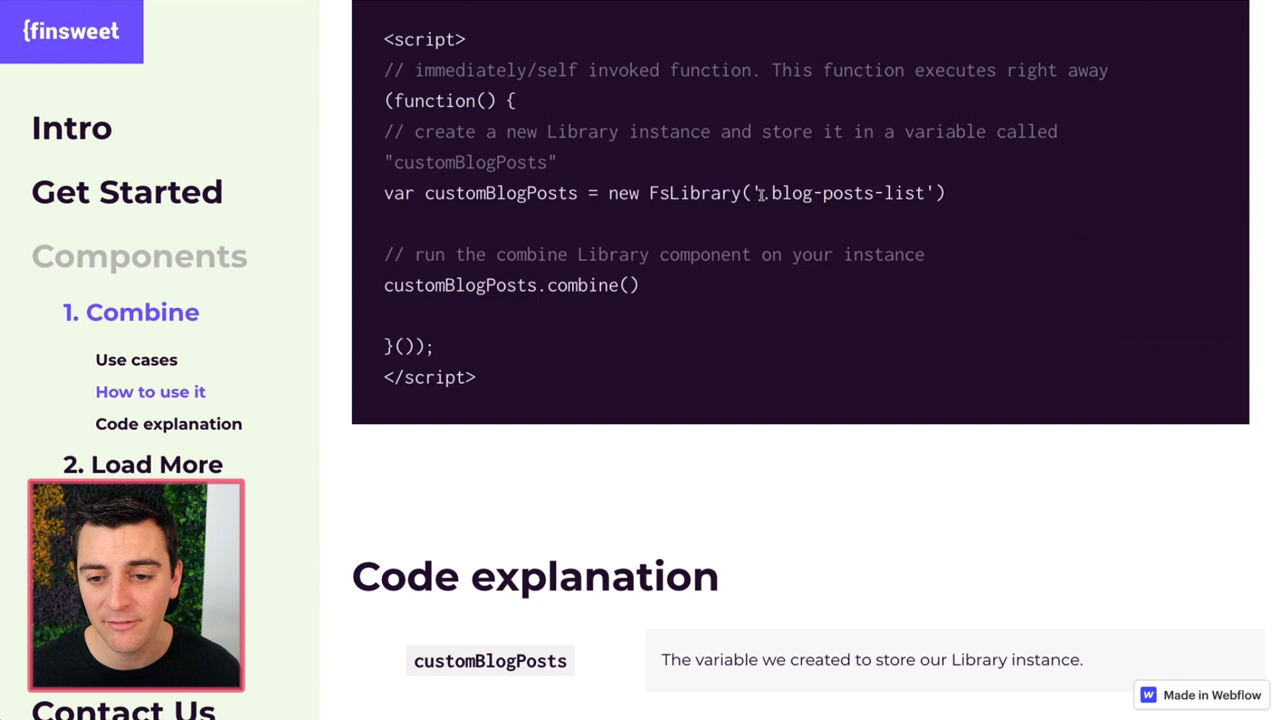 {finsweet
Intro
Get Started
Components
1. Combine
Use cases
How to use it
Code explanation
2. Load More
Contact Us
<script>
// immediately/self invoked function. This function executes right away
(function() {
// create a new Library instance and store it in a variable called
"customBlogPosts"
var customBlogPosts = new FsLibrary('.blog-posts-list')
// run the combine Library component on your instance
customBlogPosts.combine()
}());
</script>
Code explanation
customBlogPosts
The variable we created to store our Library instance.
Made in Webflow